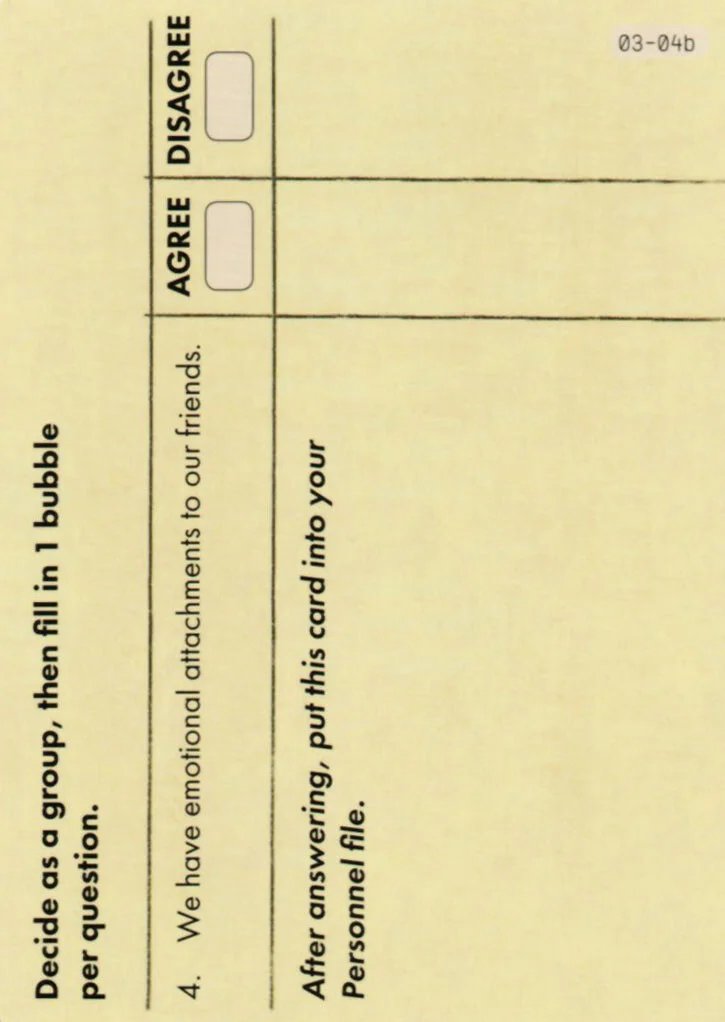 Decide as a group, then fill in 1 bubble
per question.
AGREE DISAGREE
4. We have emotional attachments to our friends.
After answering, put this card into your
Personnel file.
03-04b